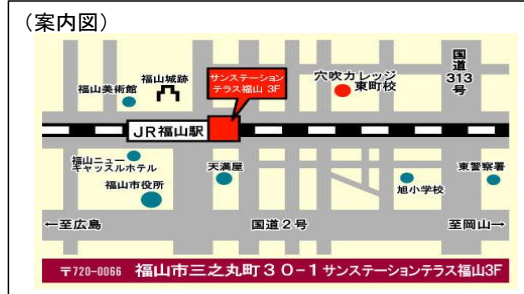 （案内図）
国道313号
福山城跡
サンステーション
テラス福山 3F
穴吹カレッジ
東町校
福山美術館
JR福山駅
福山ニュー
キャッスルホテル
天満屋
東警察署
福山市役所
旭小学校
←至広島
国道２号
至岡山→
〒720-0066 福山市三之丸町３０－１サンステーションテラス福山3F